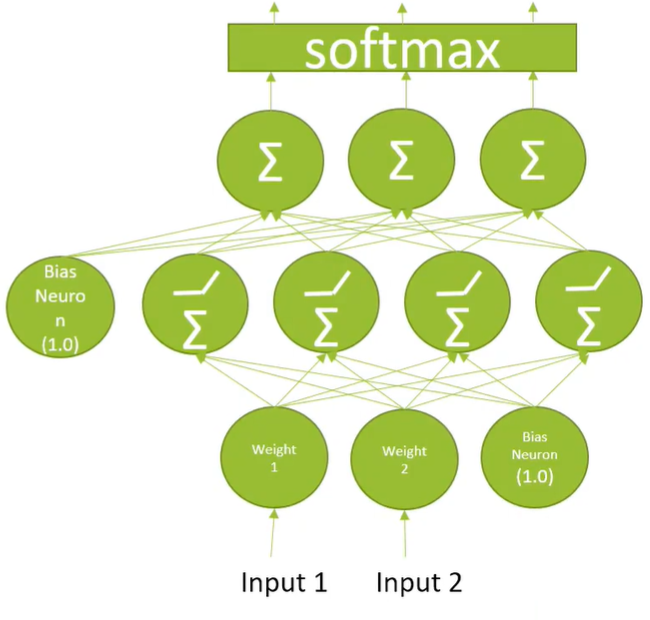 softmax
Σ Σ Σ
Bias
Neuro
n
(1.0)
Σ Σ Σ Σ
Weight
1
Weight
2
Bias
Neuron
(1.0)
Input 1 Input 2